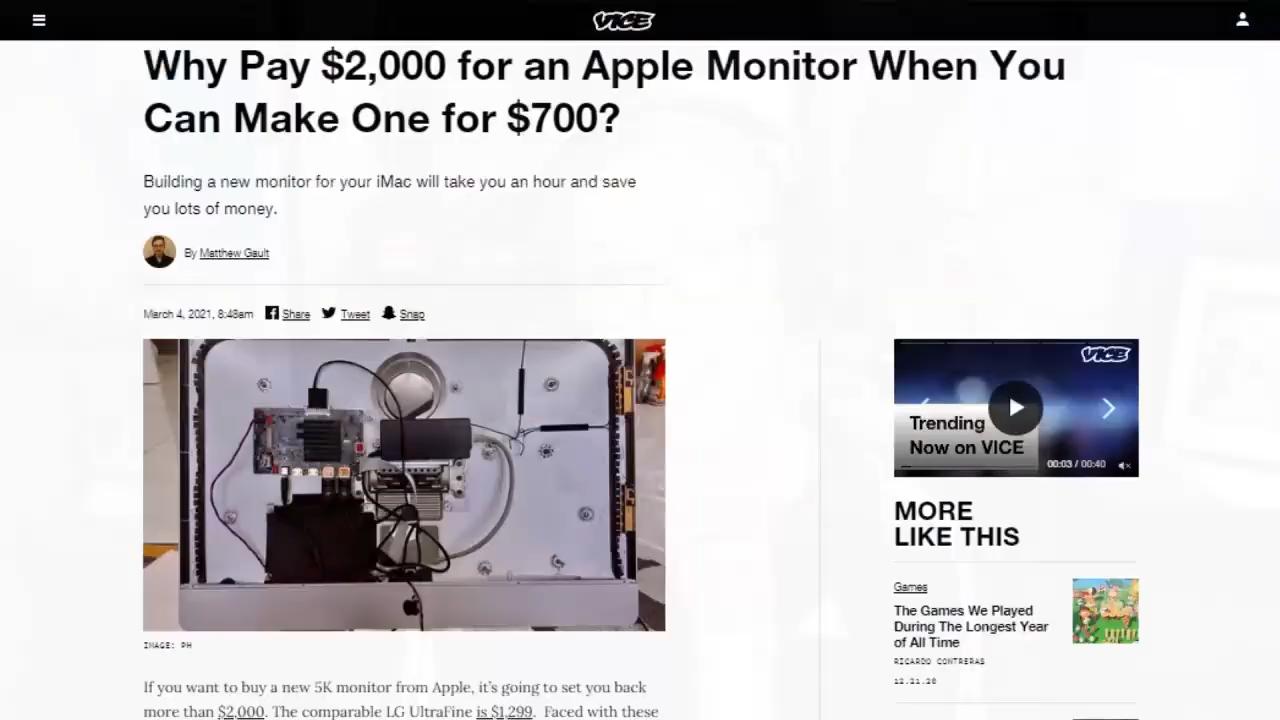 VICE
Why Pay $2,000 for an Apple Monitor When You
Can Make One for $700?
Building a new monitor for your iMac will take you an hour and save
you lots of money.
By Matthew Gault
March 4, 2021, 8:48am Share Tweet Snap
VICE
Trending
Now on VICE
00:03 / 00:40
IMAGE: PH
MORE
LIKE THIS
Games
The Games We Played
During The Longest Year
of All Time
RICARDO CONTRERAS
12.21.20
If you want to buy a new 5K monitor from Apple, it's going to set you back
more than $2,000. The comparable LG UltraFine is $1,299. Faced with these